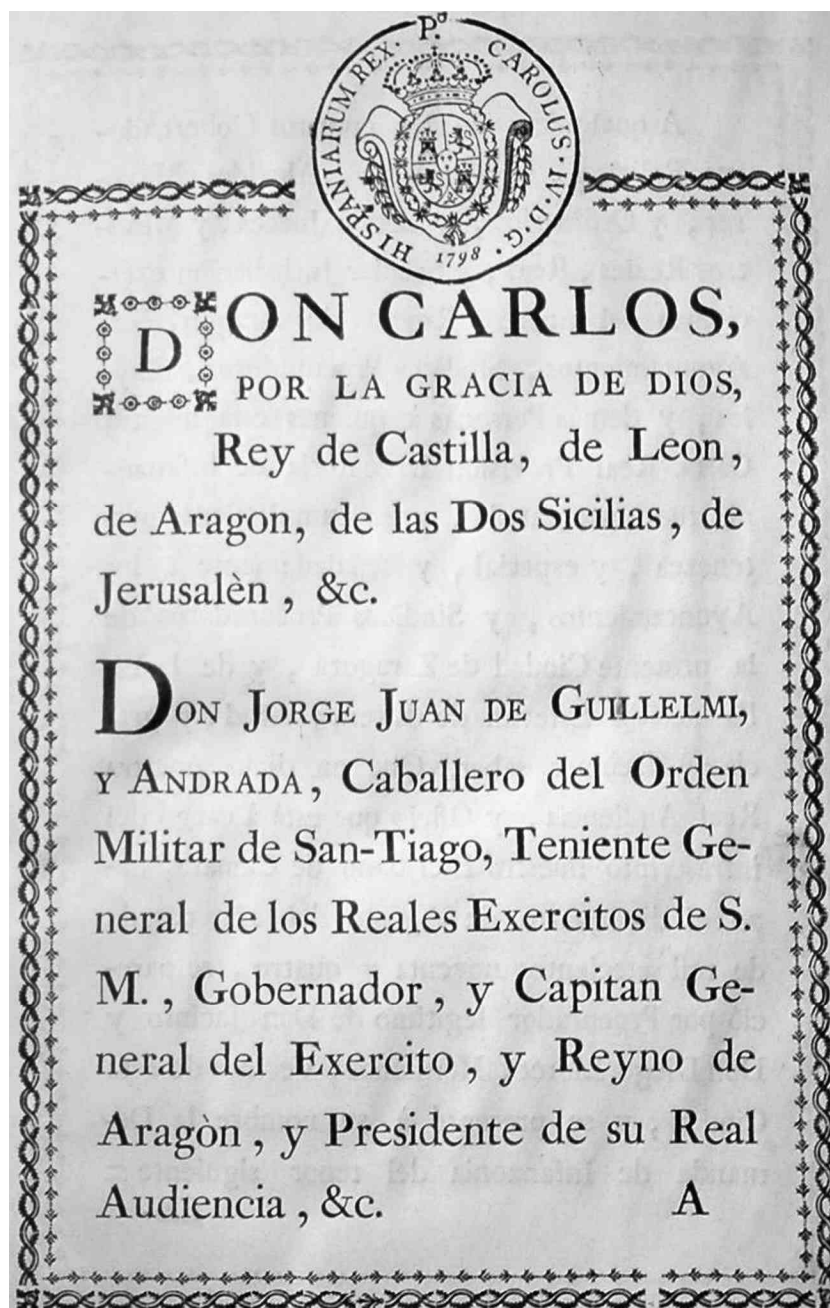 Pº
HISPANIARUM REX. CAROLUS·IV·D·G·
1798
DON CARLOS,
POR LA GRACIA DE DIOS,
Rey de Castilla, de Leon,
de Aragon, de las Dos Sicilias, de
Jerusalèn, &c.
DON JORGE JUAN DE GUILLELMI,
Y ANDRADA, Caballero del Orden
Militar de San-Tiago, Teniente Ge-
neral de los Reales Exercitos de S.
M., Gobernador, y Capitan Ge-
neral del Exercito, y Reyno de
Aragòn, y Presidente de su Real
Audiencia, &c. A